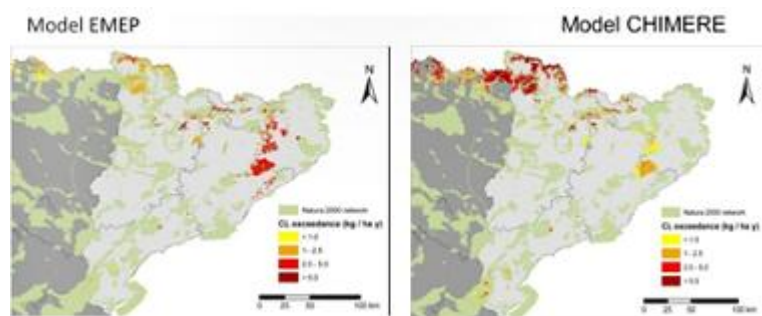 Model EMEP
N
Natura 2000 network
CL exceedance (kg / ha y)
< 1.0
1 - 2.5
2.5 - 5.0
> 5.0
0 25 50 100 km
Model CHIMERE
N
Natura 2000 network
CL exceedance (kg / ha y)
< 1.0
1 - 2.5
2.5 - 5.0
> 5.0
0 25 50 100 km